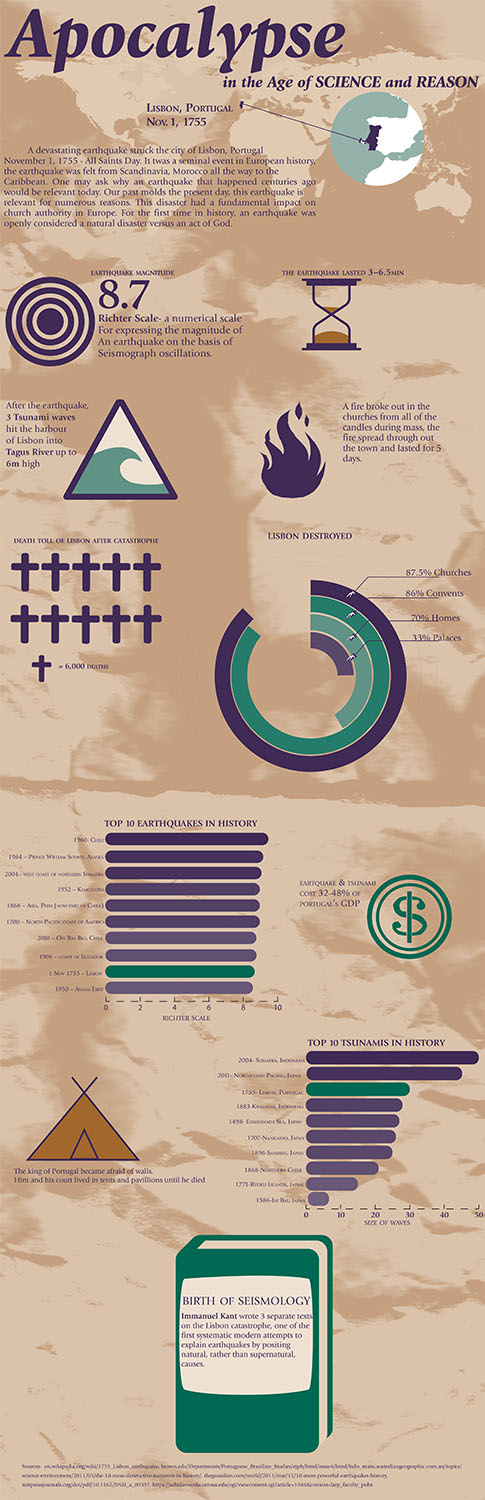 Apocalypse
in the Age of SCIENCE and REASON
LISBON, PORTUGAL
NOV. 1, 1755
A devastating earthquake struck the city of Lisbon, Portugal
November 1, 1755 - All Saints Day. It twas a seminal event in European history,
the earthquake was felt from Scandinavia, Morocco all the way to the
Caribbean. One may ask why an earthquake that happened centuries ago
would be relevant today. Our past molds the present day, this earthquake is
relevant for numerous reasons. This disaster had a fundamental impact on
church authority in Europe. For the first time in history, an earthquake was
openly considered a natural disaster versus an act of God.
EARTHQUAKE MAGNITUDE
8.7
Richter Scale- a numerical scale
For expressing the magnitude of
An earthquake on the basis of
Seismograph oscillations.
THE EARTHQUAKE LASTED 3–6.5MIN
After the earthquake,
3 Tsunami waves
hit the harbour
of Lisbon into
Tagus River up to
6m high
A fire broke out in the
churches from all of the
candles during mass, the
fire spread through out
the town and lasted for 5
days.
DEATH TOLL OF LISBON AFTER CATASTROPHE
= 6,000 DEATHS
LISBON DESTROYED
87.5% Churches
86% Convents
70% Homes
33% Palaces
TOP 10 EARTHQUAKES IN HISTORY
1960- CHILE
1964 – PRINCE WILLIAM SOUND, ALASKA
2004- WEST COAST OF NORTHERN SUMATRA
1952 – KAMCHATKA
1868 – ARIA, PERU (NOW PART OF CHILE)
1700 – NORTH PACIFIC COAST OF AMERICA
2010 – OFF BIO-BIO, CHILE
1906 – COAST OF ECUADOR
1 NOV 1755 – LISBON
1950 – ASSAM-TIBET
0 2 4 6 8 10
RICHTER SCALE
EARTQUAKE & TSUNAMI
COST 32-48% OF
PORTUGAL'S GDP
$
TOP 10 TSUNAMIS IN HISTORY
2004- SUMATRA, INDONESIA
2011- NORTHCOAST PACIFIC, JAPAN
1755- LISBON, PORTUGAL
1883-KRAKATAU, INDONESIA
1498- ENSHUNADA SEA, JAPAN
1707-NANKAIDO, JAPAN
1896-SANRIKU, JAPAN
1868-NORTHERN CHILE
1771-RYUKU ISLANDS, JAPAN
1586-ISE BAY, JAPAN
0 10 20 30 40 50
SIZE OF WAVES
The king of Portugal became afraid of walls.
Him and his court lived in tents and pavillions until he died
BIRTH OF SEISMOLOGY
Immanuel Kant wrote 3 separate texts
on the Lisbon catastrophe, one of the
first systematic modern attempts to
explain earthquakes by positing
natural, rather than supernatural,
causes.
Sources: en.wikipedia.org/wiki/1755_Lisbon_earthquake, brown.edu/Departments/Portuguese_Brazilian_Studies/ejph/html/issue4/html/belo_main,australiangeographic.com.au/topics/
science-environment/2011/03/the-10-most-destructive-tsunamis-in-history/, theguardian.com/world/2011/mar/11/10-most-powerful-earthquakes-history,
mitpressjournals.org/doi/pdf/10.1162/JINH_a_00337, https://scholarworks.umass.edu/cgi/viewcontent.cgi?article=1046&context=larp_faculty_pubs